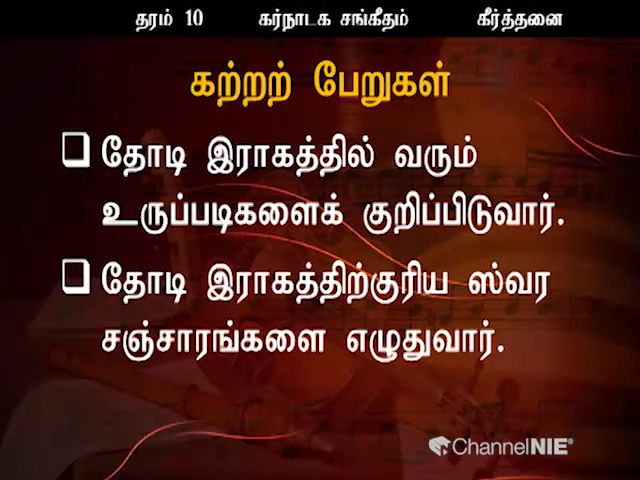 தரம் 10 கர்நாடக சங்கீதம் கீர்த்தனை
கற்றற் பேறுகள்
❑ தோடி இராகத்தில் வரும்
உருப்படிகளைக் குறிப்பிடுவார்.
❑ தோடி இராகத்திற்குரிய ஸ்வர
சஞ்சாரங்களை எழுதுவார்.
ChannelNIE®